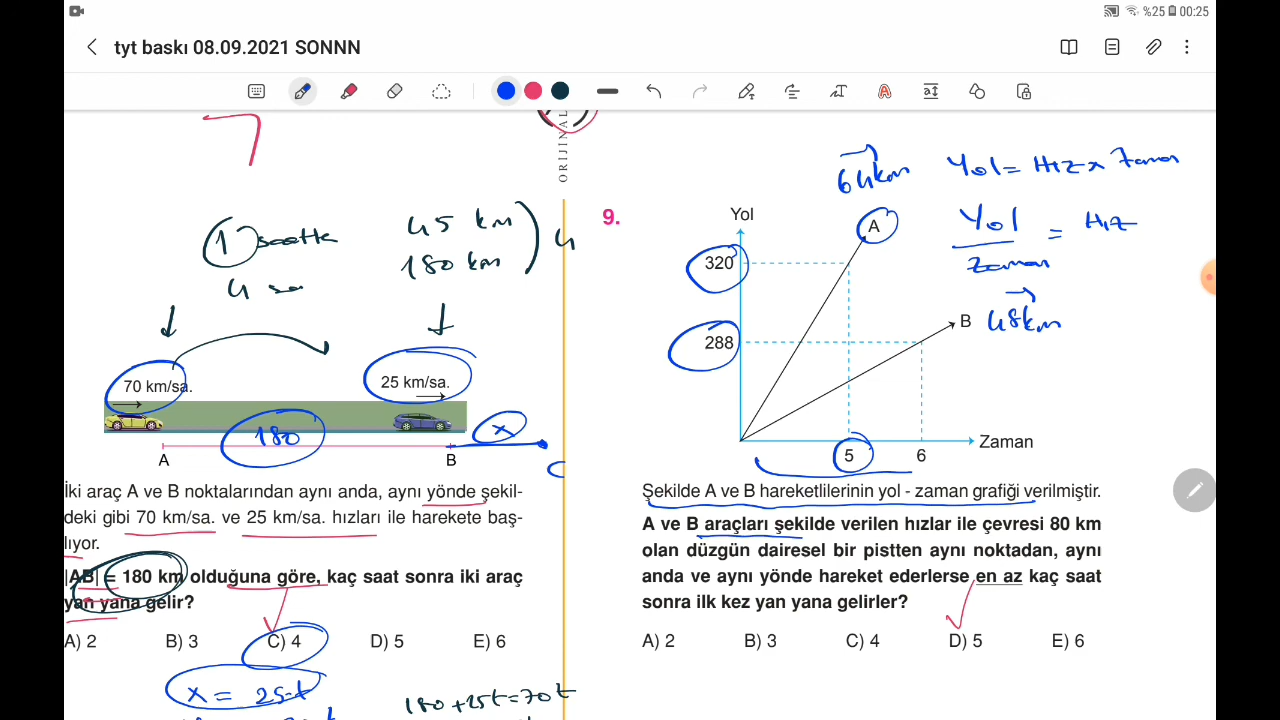 %25 00:25
tyt baskı 08.09.2021 SONNN
ORIJINAL
1 saatte 45 km
4 sa 180 km
4
70 km/sa.
25 km/sa.
180
x
A B C
İki araç A ve B noktalarından aynı anda, aynı yönde şekil-
deki gibi 70 km/sa. ve 25 km/sa. hızları ile harekete baş-
lıyor.
|AB| = 180 km olduğuna göre, kaç saat sonra iki araç
yan yana gelir?
A) 2 B) 3 C) 4 D) 5 E) 6
x = 25.t
180+25t=70t
9.
64km Yol = Hız x Zaman
Yol = Hız
Zaman
Yol
A
320
B 48km
288
5 6 Zaman
Şekilde A ve B hareketlilerinin yol - zaman grafiği verilmiştir.
A ve B araçları şekilde verilen hızlar ile çevresi 80 km
olan düzgün dairesel bir pistten aynı noktadan, aynı
anda ve aynı yönde hareket ederlerse en az kaç saat
sonra ilk kez yan yana gelirler?
A) 2 B) 3 C) 4 D) 5 E) 6